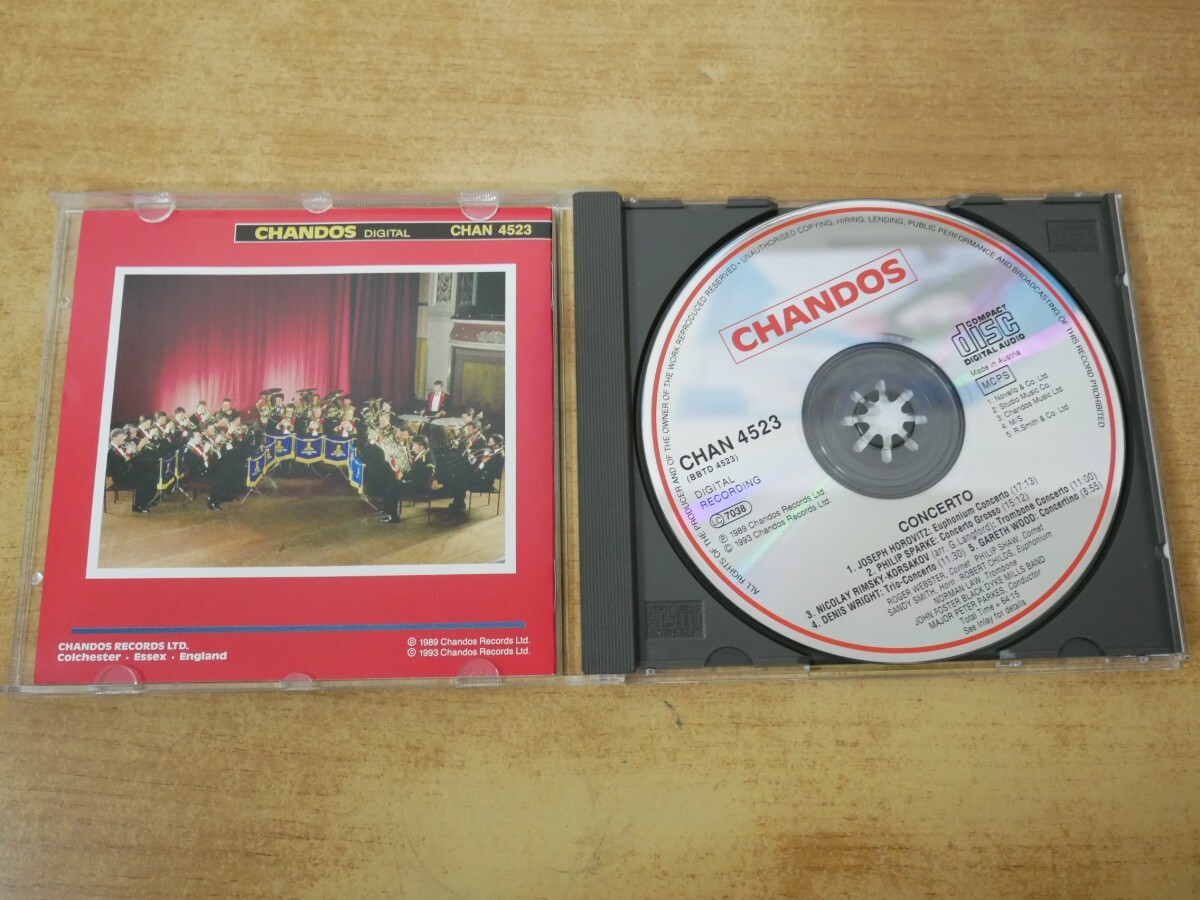 CHANDOS DIGITAL CHAN 4523
CHANDOS RECORDS LTD.
Colchester · Essex · England
© 1989 Chandos Records Ltd.
© 1993 Chandos Records Ltd.
ALL RIGHTS OF THE PRODUCER AND OF THE OWNER OF THE WORK REPRODUCED RESERVED • UNAUTHORISED COPYING, HIRING, LENDING, PUBLIC PERFORMANCE AND BROADCASTING OF THIS RECORD PROHIBITED
CHANDOS
COMPACT
disc
DIGITAL AUDIO
Made in Austria
MCPS
1: Novello & Co. Ltd.
2: Studio Music Co.
3: Chandos Music Ltd.
4: M/S
5: R.Smith & Co. Ltd.
CHAN 4523
(BBTD 4523)
DIGITAL
RECORDING
LC 7038
℗ 1989 Chandos Records Ltd.
© 1993 Chandos Records Ltd.
CONCERTO
1. JOSEPH HOROVITZ: Euphonium Concerto (17:13)
2. PHILIP SPARKE: Concerto Grosso (15:12)
3. NICOLAY RIMSKY-KORSAKOV (arr. G Langford): Trombone Concerto (11:00)
4. DENIS WRIGHT: Trio-Concerto (11:30) 5. GARETH WOOD: Concertino (8:55)
ROGER WEBSTER, Cornet PHILIP SHAW, Cornet
SANDY SMITH, Horn ROBERT CHILDS, Euphonium
NORMAN LAW, Trombone
JOHN FOSTER BLACK DYKE MILLS BAND
MAJOR PETER PARKES, Conductor
Total Time = 64:15
See Inlay for details